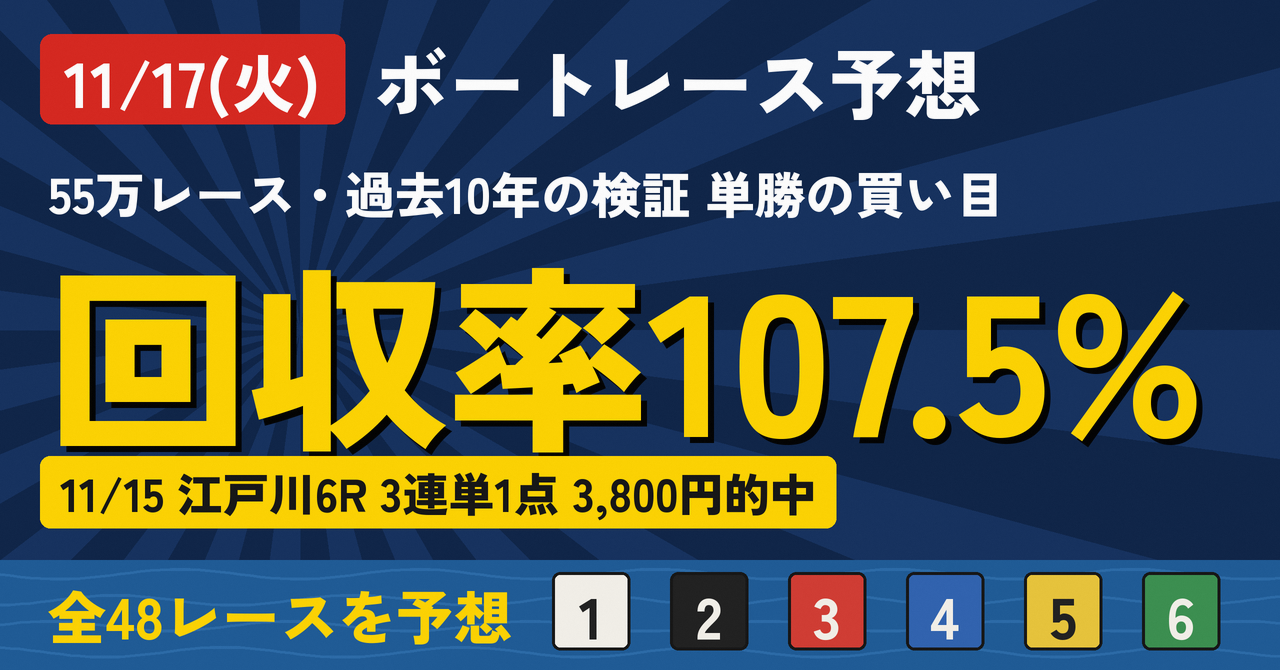 11/17(火) ボートレース予想
55万レース・過去10年の検証 単勝の買い目
回収率107.5%
11/15 江戸川6R 3連単1点 3,800円的中
全48レースを予想 1 2 3 4 5 6